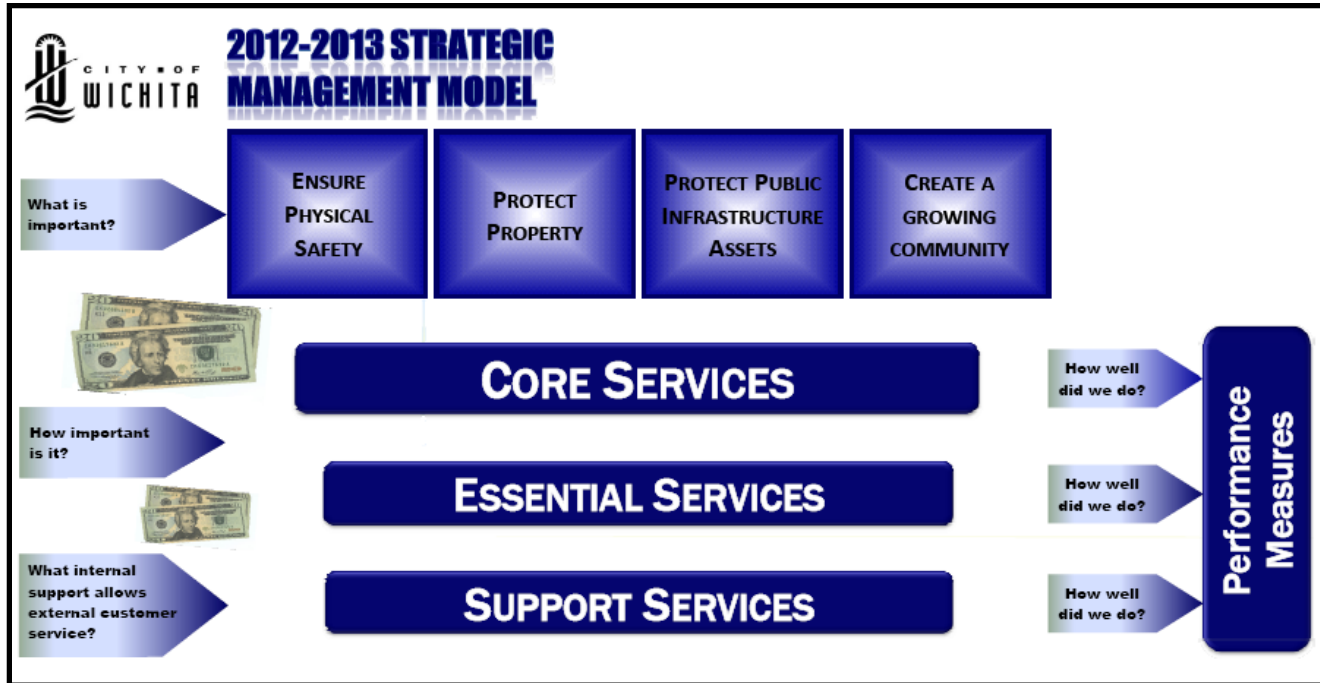 CITY OF
WICHITA
2012-2013 STRATEGIC
MANAGEMENT MODEL
What is
important?
ENSURE
PHYSICAL
SAFETY
PROTECT
PROPERTY
PROTECT PUBLIC
INFRASTRUCTURE
ASSETS
CREATE A
GROWING
COMMUNITY
CORE SERVICES
How well
did we do?
How important
is it?
ESSENTIAL SERVICES
How well
did we do?
What internal
support allows
external customer
service?
SUPPORT SERVICES
How well
did we do?
Performance
Measures